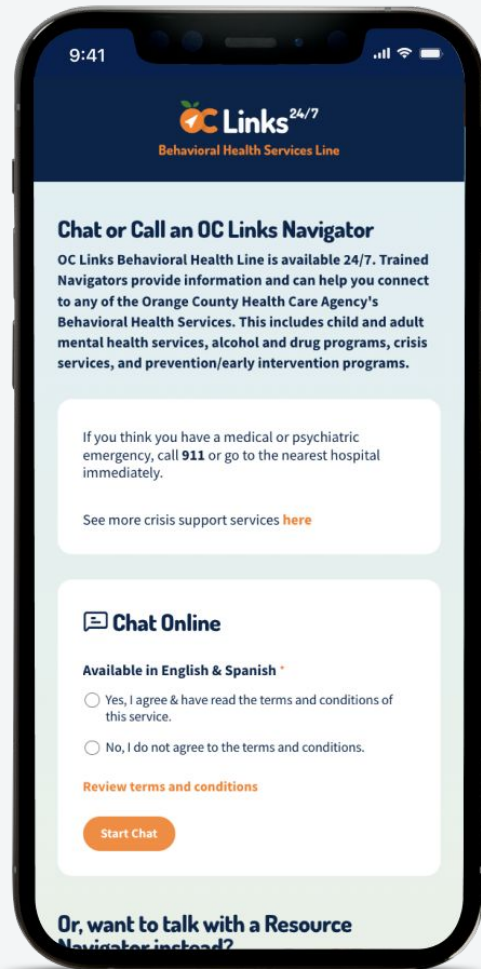 9:41
OC Links 24/7
Behavioral Health Services Line
Chat or Call an OC Links Navigator
OC Links Behavioral Health Line is available 24/7. Trained
Navigators provide information and can help you connect
to any of the Orange County Health Care Agency's
Behavioral Health Services. This includes child and adult
mental health services, alcohol and drug programs, crisis
services, and prevention/early intervention programs.
If you think you have a medical or psychiatric
emergency, call 911 or go to the nearest hospital
immediately.
See more crisis support services here
Chat Online
Available in English & Spanish *
Yes, I agree & have read the terms and conditions of
this service.
No, I do not agree to the terms and conditions.
Review terms and conditions
Start Chat
Or, want to talk with a Resource
Navigator instead?